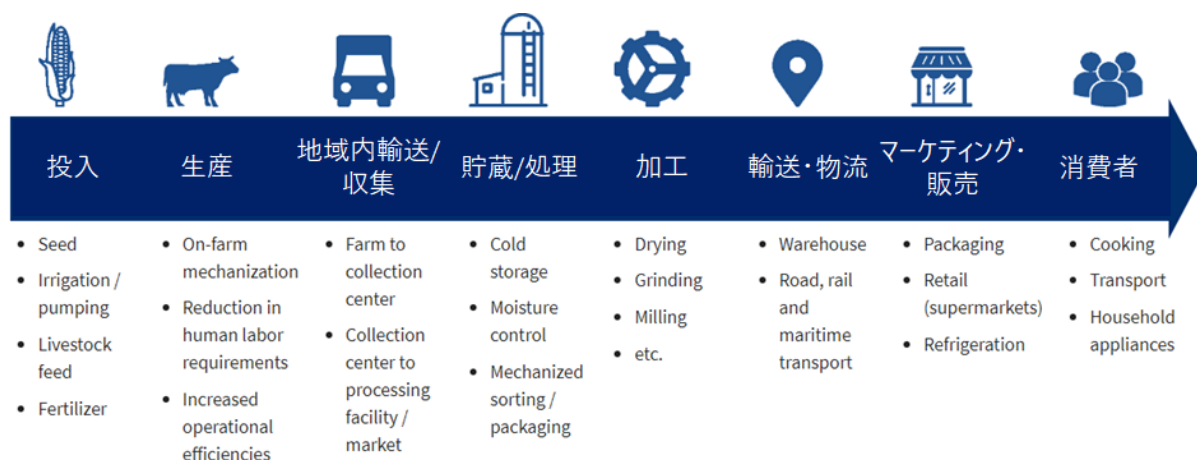 投入
生産
地域内輸送/
収集
貯蔵/処理
加工
輸送・物流
マーケティング・
販売
消費者
• Seed
• Irrigation /
pumping
• Livestock
feed
• Fertilizer
• On-farm
mechanization
• Reduction in
human labor
requirements
• Increased
operational
efficiencies
• Farm to
collection
center
• Collection
center to
processing
facility /
market
• Cold
storage
• Moisture
control
• Mechanized
sorting /
packaging
• Drying
• Grinding
• Milling
• etc.
• Warehouse
• Road, rail
and
maritime
transport
• Packaging
• Retail
(supermarkets)
• Refrigeration
• Cooking
• Transport
• Household
appliances